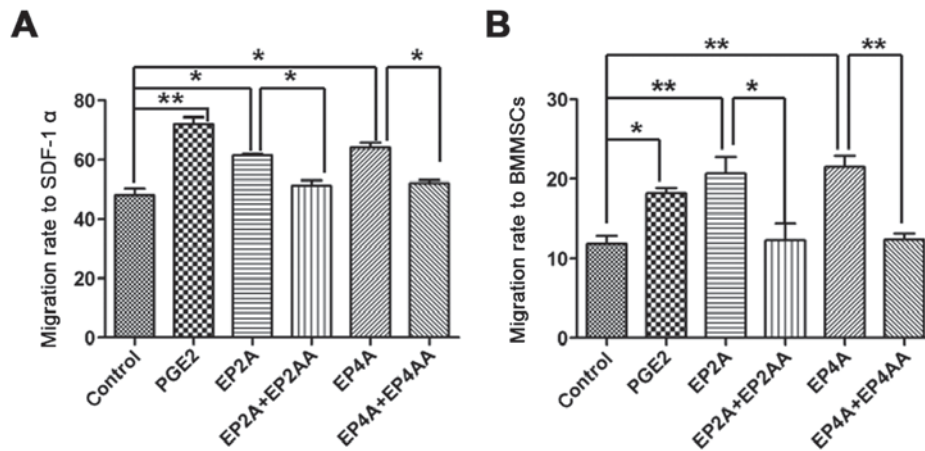 A
Migration rate to SDF-1 α
80
60
40
20
0
*
*
*
*
**
Control
PGE2
EP2A
EP2A+EP2AA
EP4A
EP4A+EP4AA
B
Migration rate to BMMSCs
30
20
10
0
**
**
**
*
*
Control
PGE2
EP2A
EP2A+EP2AA
EP4A
EP4A+EP4AA